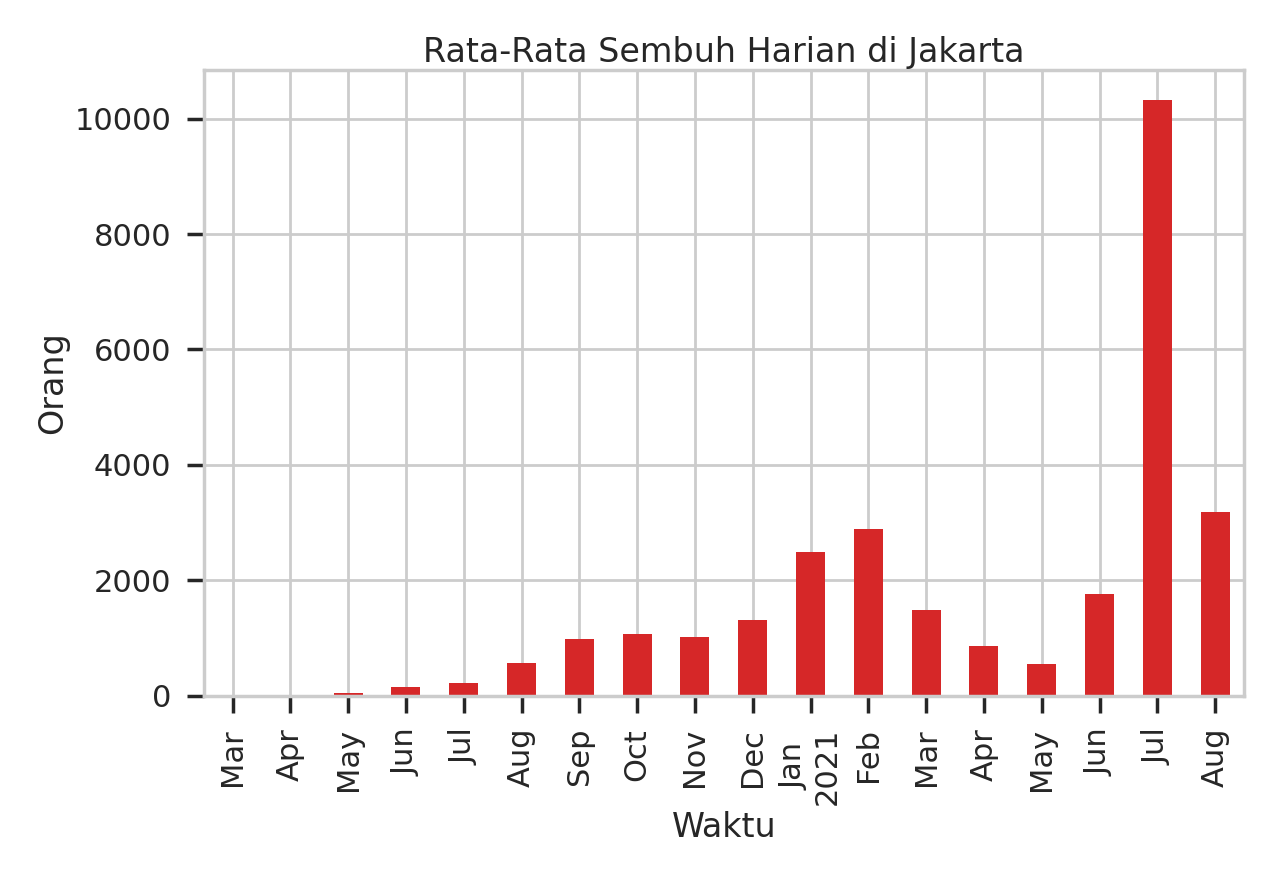 Rata-Rata Sembuh Harian di Jakarta
10000
8000
6000
4000
2000
0
Orang
Mar
Apr
May
Jun
Jul
Aug
Sep
Oct
Nov
Dec
Jan
2021
Feb
Mar
Apr
May
Jun
Jul
Aug
Waktu